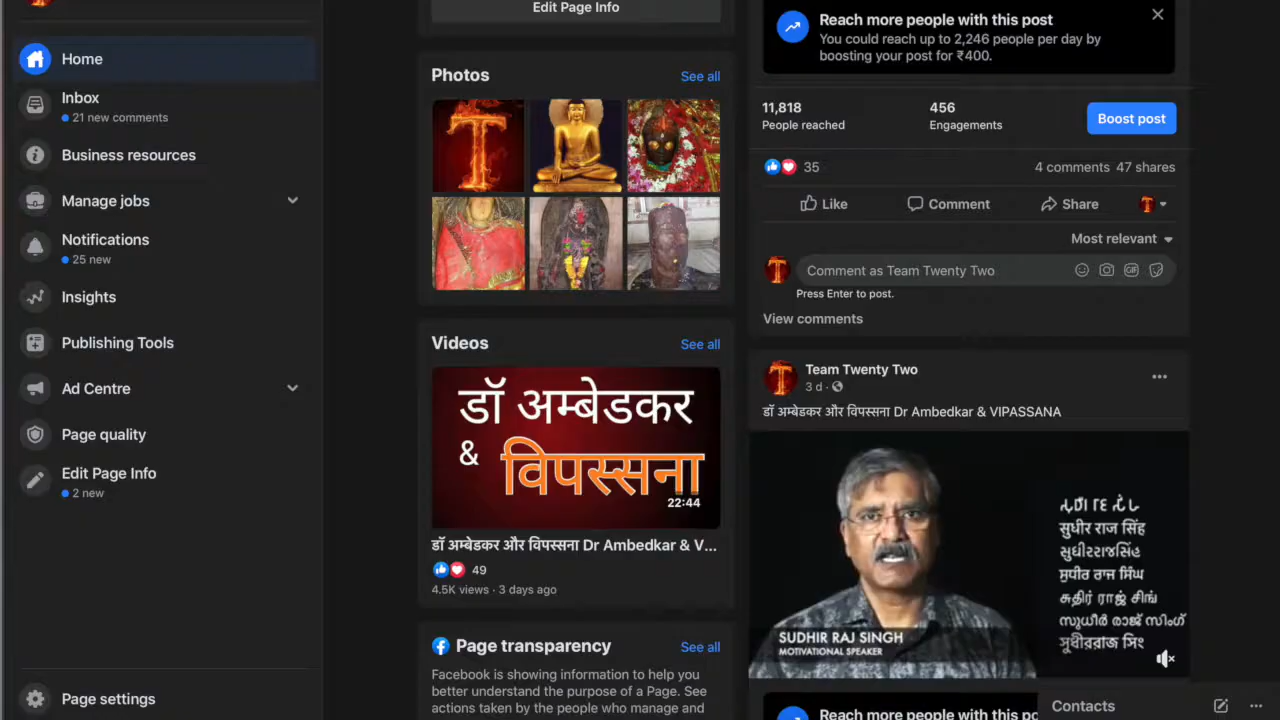 Home
Inbox
21 new comments
Business resources
Manage jobs
Notifications
25 new
Insights
Publishing Tools
Ad Centre
Page quality
Edit Page Info
2 new
Page settings
Edit Page Info
Photos
See all
Videos
See all
डॉ अम्बेडकर
&
विपस्सना
22:44
डॉ अम्बेडकर और विपस्सना Dr Ambedkar & V...
49
4.5K views · 3 days ago
Page transparency
See all
Facebook is showing information to help you
better understand the purpose of a Page. See
actions taken by the people who manage and
Reach more people with this post
You could reach up to 2,246 people per day by
boosting your post for ₹400.
11,818
People reached
456
Engagements
Boost post
35
4 comments 47 shares
Like
Comment
Share
Most relevant
Comment as Team Twenty Two
GIF
Press Enter to post.
View comments
Team Twenty Two
3 d ·
डॉ अम्बेडकर और विपस्सना Dr Ambedkar & VIPASSANA
सुधीर राज सिंह
SUDHIR RAJ SINGH
MOTIVATIONAL SPEAKER
Reach more people with this po
Contacts